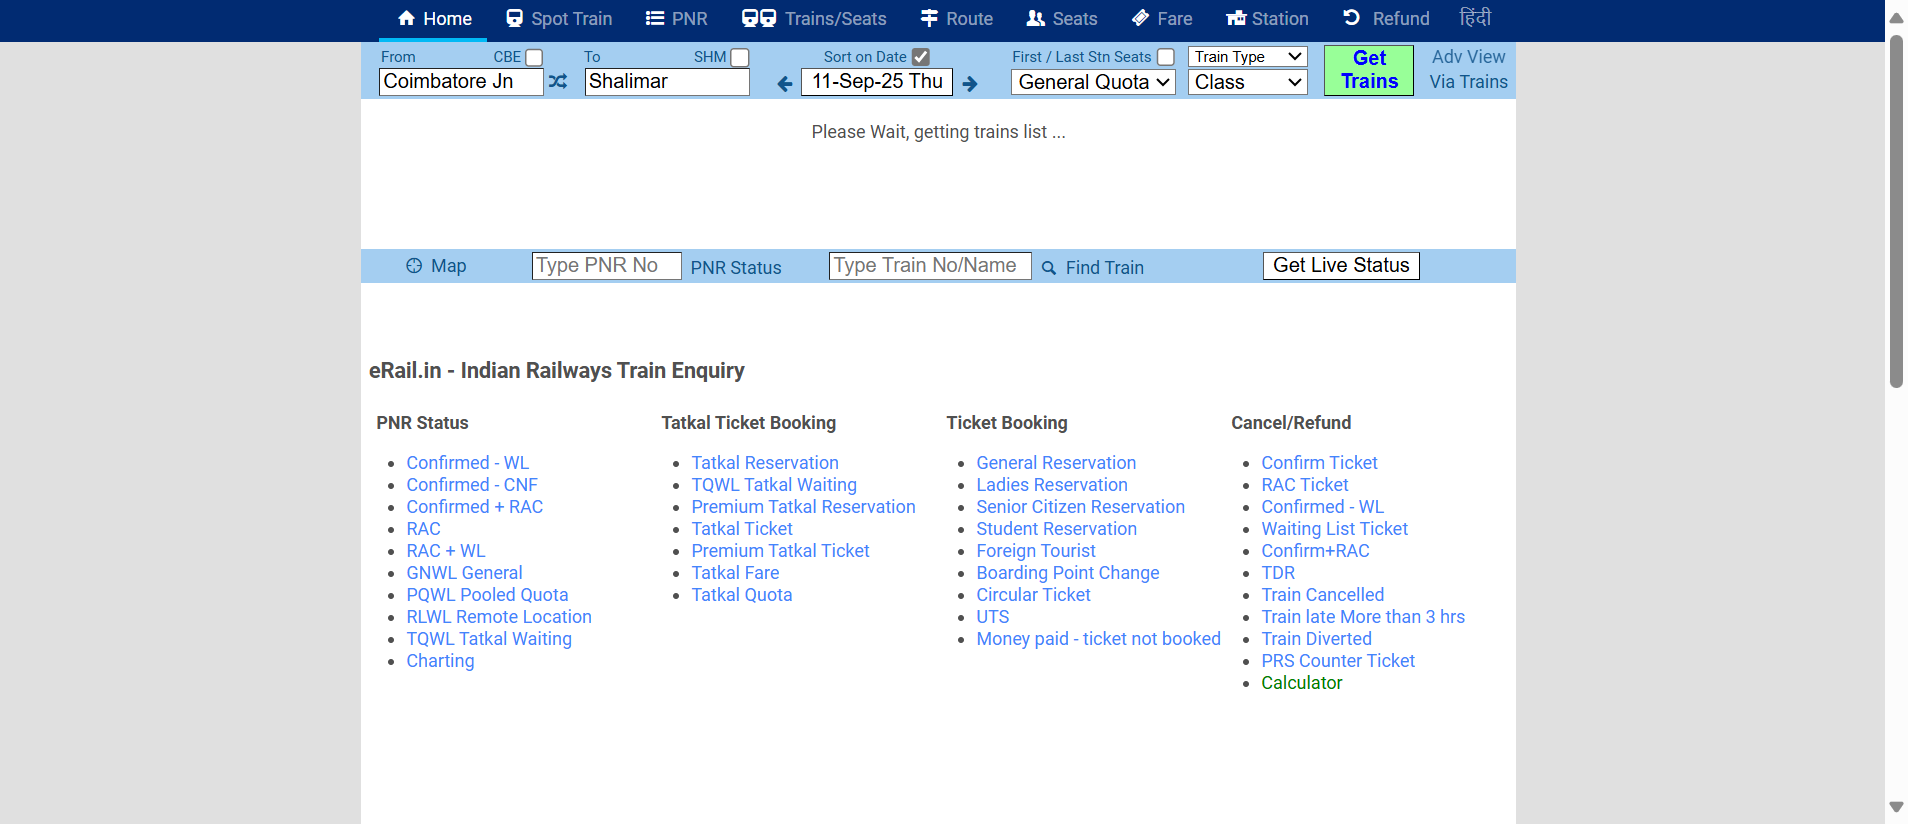 Home Spot Train PNR Trains/Seats Route Seats Fare Station Refund हिंदी
From CBE To SHM Sort on Date First / Last Stn Seats Train Type Get Trains Adv View
Coimbatore Jn Shalimar 11-Sep-25 Thu General Quota Class Via Trains
Please Wait, getting trains list ...
Map Type PNR No PNR Status Type Train No/Name Find Train Get Live Status
eRail.in - Indian Railways Train Enquiry
PNR Status
Confirmed - WL
Confirmed - CNF
Confirmed + RAC
RAC
RAC + WL
GNWL General
PQWL Pooled Quota
RLWL Remote Location
TQWL Tatkal Waiting
Charting
Tatkal Ticket Booking
Tatkal Reservation
TQWL Tatkal Waiting
Premium Tatkal Reservation
Tatkal Ticket
Premium Tatkal Ticket
Tatkal Fare
Tatkal Quota
Ticket Booking
General Reservation
Ladies Reservation
Senior Citizen Reservation
Student Reservation
Foreign Tourist
Boarding Point Change
Circular Ticket
UTS
Money paid - ticket not booked
Cancel/Refund
Confirm Ticket
RAC Ticket
Confirmed - WL
Waiting List Ticket
Confirm+RAC
TDR
Train Cancelled
Train late More than 3 hrs
Train Diverted
PRS Counter Ticket
Calculator